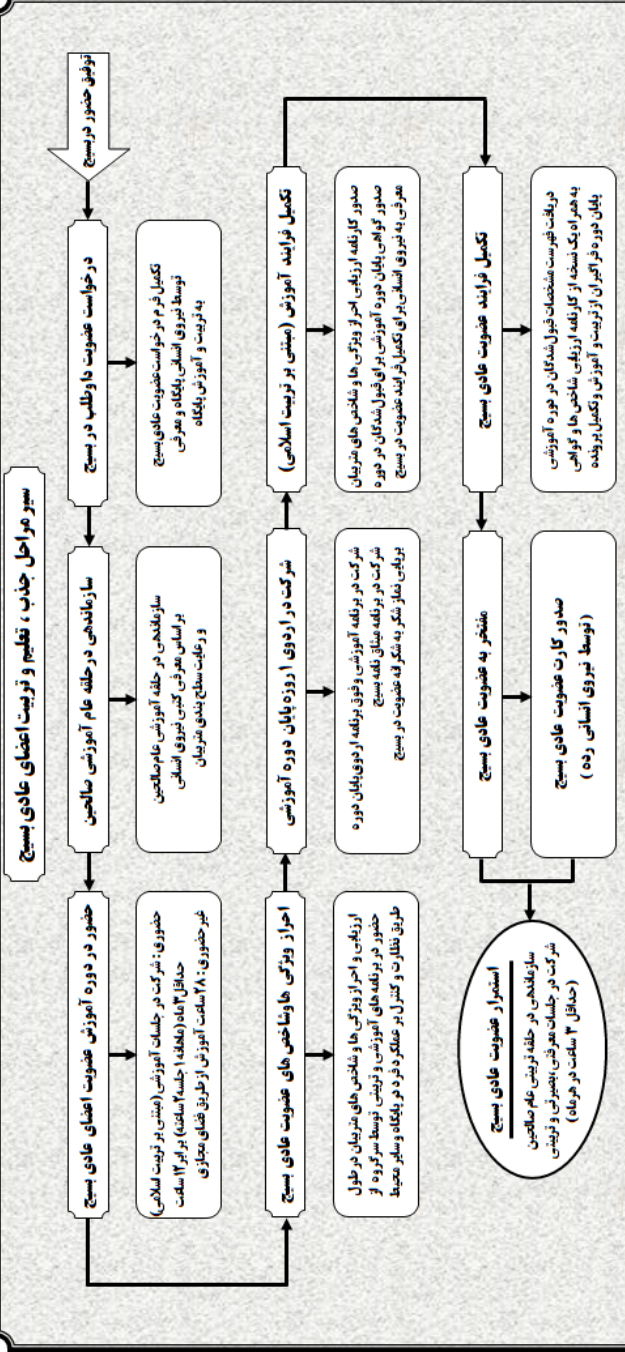 سیر مراحل جذب ، تعلیم و تربیت اعضای عادی بسیج
توفیق حضور در بسیج
درخواست عضویت داوطلب در بسیج
تکمیل فرم درخواست عضویت عادی بسیج
توسط نیروی انسانی پایگاه و معرفی
به تربیت و آموزش پایگاه
سازماندهی در حلقه عام آموزشی صالحین
سازماندهی در حلقه آموزشی عام صالحین
بر اساس معرفی کتبی نیروی انسانی
و رعایت سطح بندی متربیان
حضور در دوره آموزش عضویت اعضای عادی بسیج
حضوری : شرکت در جلسات آموزشی (مبتنی بر تربیت اسلامی)
حداقل ۳ ماه (ماهانه ۱ جلسه ۴ ساعته) برابر ۱۲ ساعت
غیرحضوری : ۲۸ ساعت آموزش از طریق فضای مجازی
احراز ویژگی ها و شاخص های عضویت عادی بسیج
ارزیابی و احراز ویژگی ها و شاخص های متربیان در طول
حضور در برنامه های آموزشی و تربیتی توسط سرگروه از
طریق نظارت و کنترل بر عملکرد فرد در پایگاه و سایر محیط
شرکت در اردوی ۱ روزه پایان دوره آموزشی
شرکت در برنامه آموزشی و فوق برنامه اردوی پایان دوره
شرکت در برنامه میثاق نامه بسیج
برپایی نماز شکر به شکرانه عضویت در بسیج
تکمیل فرایند آموزش (مبتنی بر تربیت اسلامی)
صدور کارنامه ارزیابی احراز ویژگی ها و شاخص های متربیان
صدور گواهی پایان دوره آموزشی برای قبول شدگان در دوره
معرفی به نیروی انسانی برای تکمیل فرایند عضویت در بسیج
تکمیل فرایند عضویت عادی بسیج
دریافت فهرست مشخصات قبول شدگان در دوره آموزشی
به همراه یک نسخه از کارنامه ارزیابی شاخص ها و گواهی
پایان دوره فراگیران از تربیت و آموزش و تکمیل پرونده
مفتخر به عضویت عادی بسیج
صدور کارت عضویت عادی بسیج
( توسط نیروی انسانی رده )
استمرار عضویت عادی بسیج
سازماندهی در حلقه تربیتی عام صالحین
شرکت در جلسات معرفتی ،بصیرتی و تربیتی
(حداقل ۳ ساعت در هرماه )